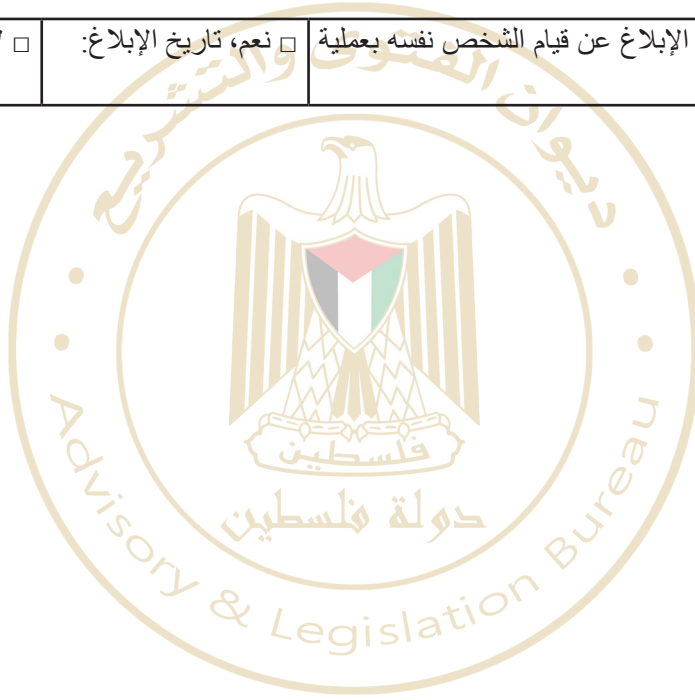 الإبلاغ عن قيام الشخص نفسه بعملية
□ نعم، تاريخ الإبلاغ:
□
ديوان الفتوى والتشريع
فلسطين
دولة فلسطين
Advisory & Legislation Bureau